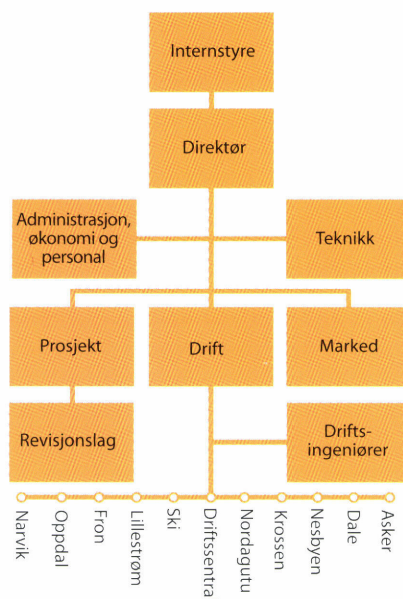 Internstyre
Direktør
Administrasjon,
økonomi og
personal
Teknikk
Prosjekt
Drift
Marked
Revisjonslag
Drifts-
ingeniører
Narvik
Oppdal
Fron
Lillestrøm
Ski
Driftssentra
Nordagutu
Krossen
Nesbyen
Dale
Asker